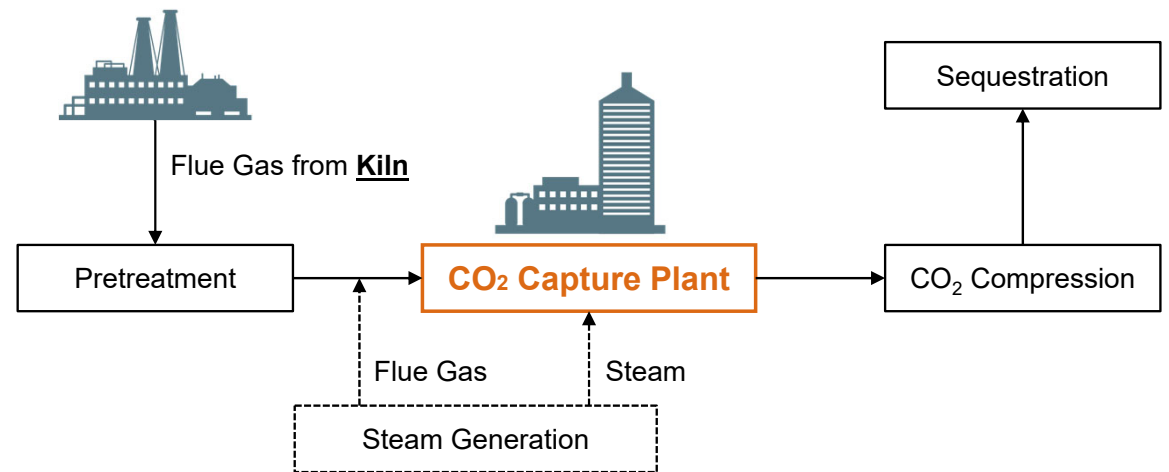 Sequestration
Flue Gas from Kiln
Pretreatment
CO₂ Capture Plant
CO₂ Compression
Flue Gas
Steam
Steam Generation